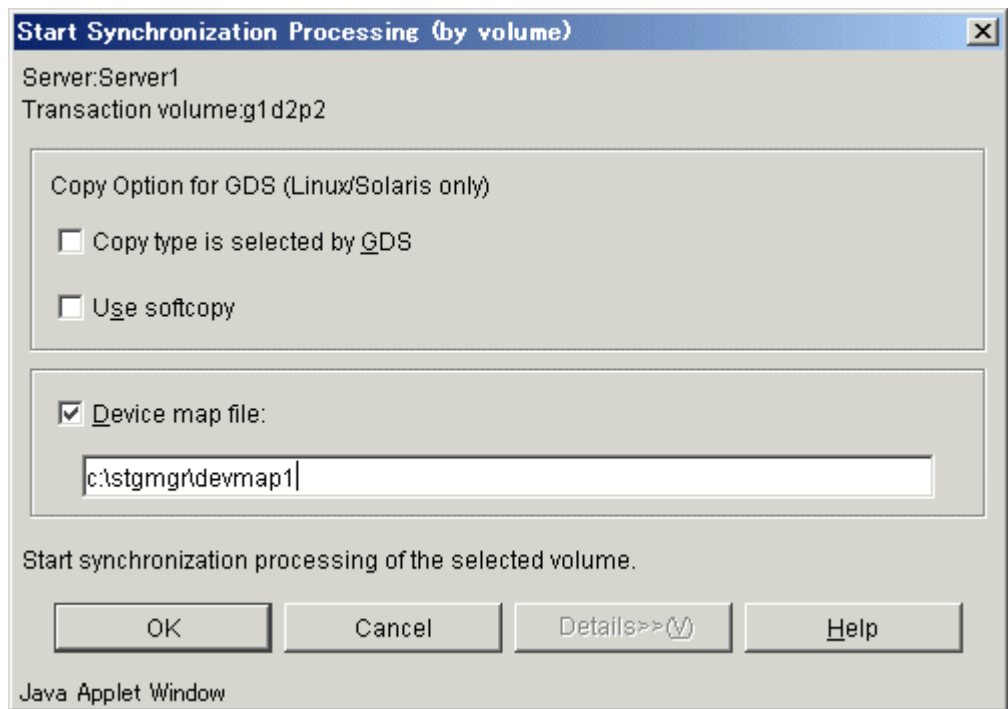 Start Synchronization Processing (by volume)
Server:Server1
Transaction volume:g1d2p2
Copy Option for GDS (Linux/Solaris only)
Copy type is selected by GDS
Use softcopy
Device map file:
c:\stgmgr\devmap1
Start synchronization processing of the selected volume.
OK Cancel Details>>(V) Help
Java Applet Window